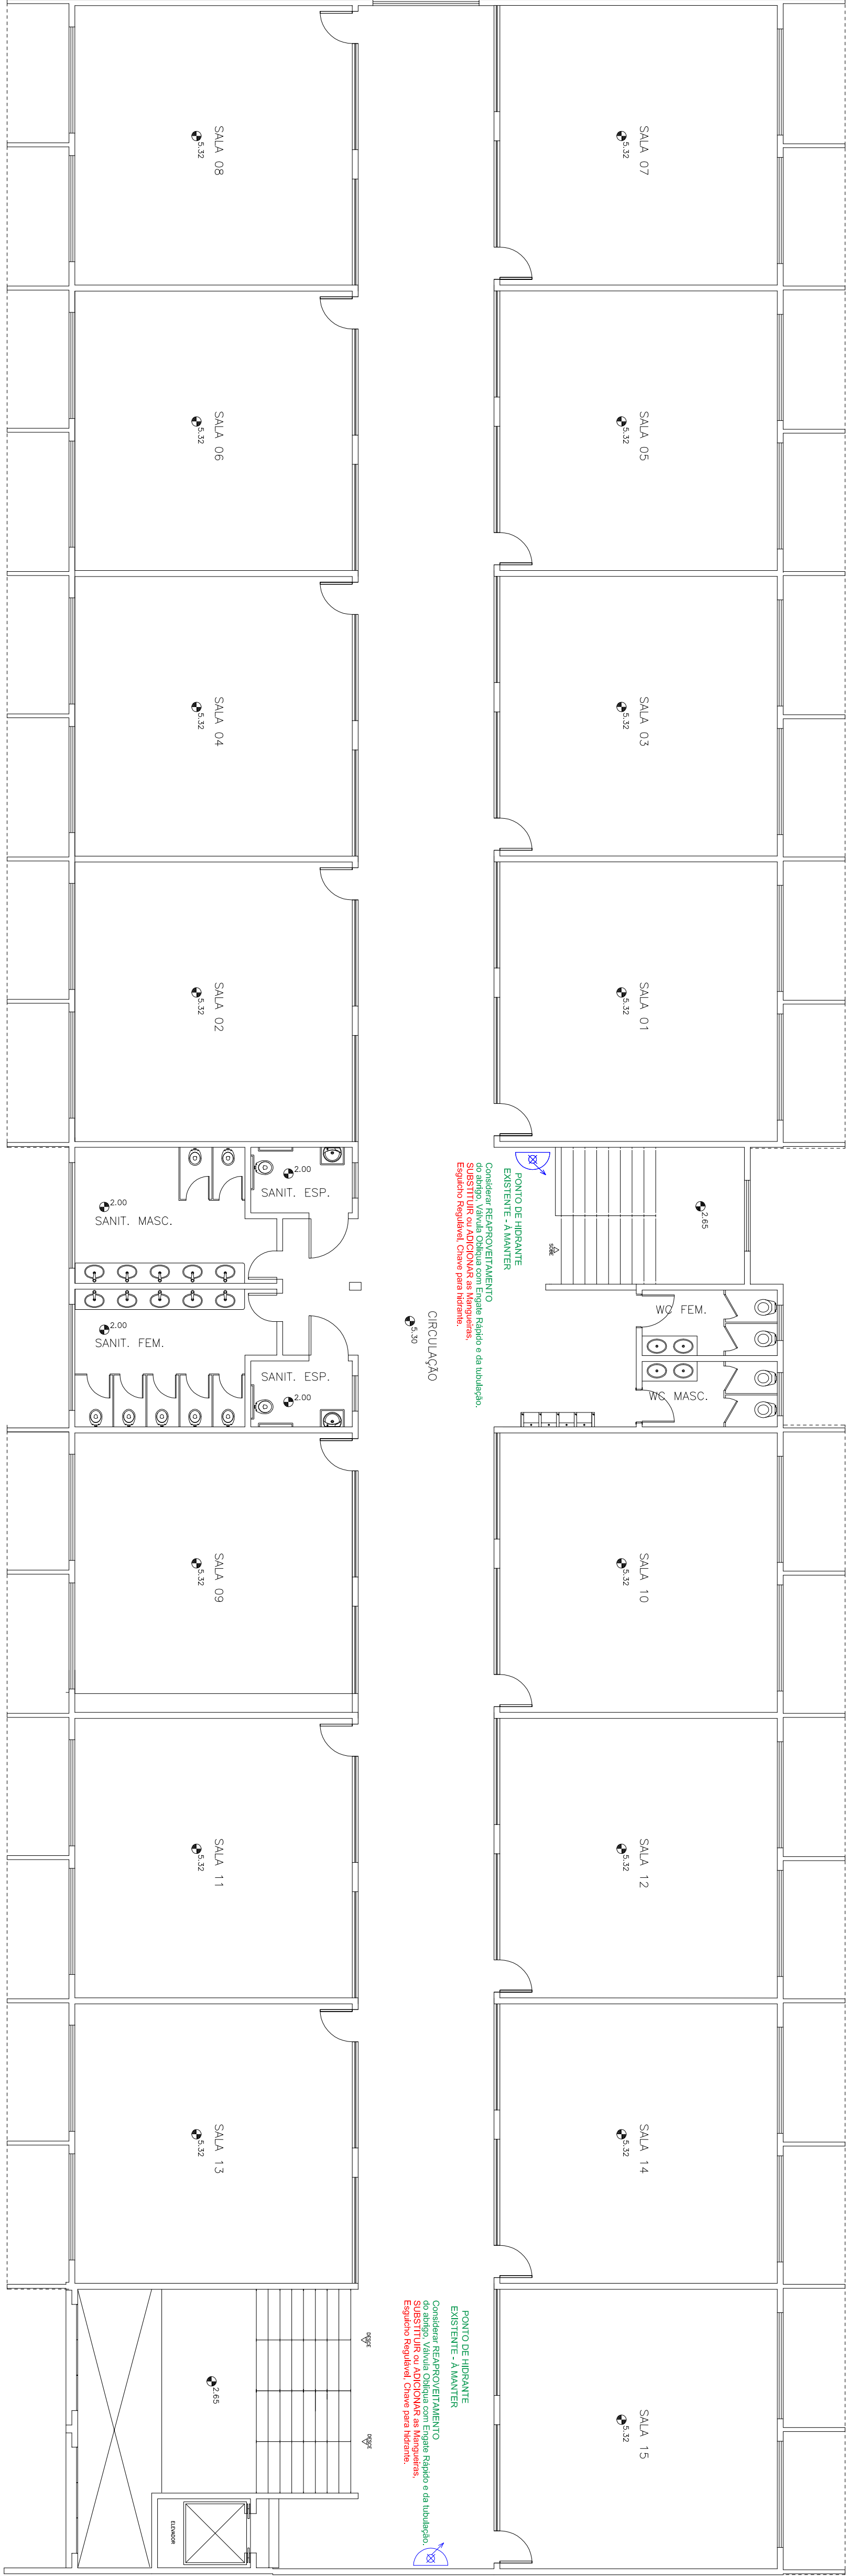 SALA 08
5.32
SALA 07
5.32
SALA 06
5.32
SALA 05
5.32
SALA 04
5.32
SALA 03
5.32
SALA 02
5.32
SALA 01
5.32
2.00
SANIT. ESP.
2.00
SANIT. MASC.
2.00
SANIT. FEM.
SANIT. ESP.
2.00
CIRCULAÇÃO
5.30
PONTO DE HIDRANTE
EXISTENTE - À MANTER
Considerar REAPROVEITAMENTO
do abrigo, Válvula Oblíqua com Engate Rápido e da tubulação.
SUBSTITUIR ou ADICIONAR as Mangueiras,
Esguicho Regulável, Chave para hidrante.
2.65
WC FEM.
WC MASC.
SALA 09
5.32
SALA 10
5.32
SALA 11
5.32
SALA 12
5.32
SALA 13
5.32
SALA 14
5.32
DESCE
DESCE
2.65
ELEVADOR
PONTO DE HIDRANTE
EXISTENTE - À MANTER
Considerar REAPROVEITAMENTO
do abrigo, Válvula Oblíqua com Engate Rápido e da tubulação.
SUBSTITUIR ou ADICIONAR as Mangueiras,
Esguicho Regulável, Chave para hidrante.
SALA 15
5.32